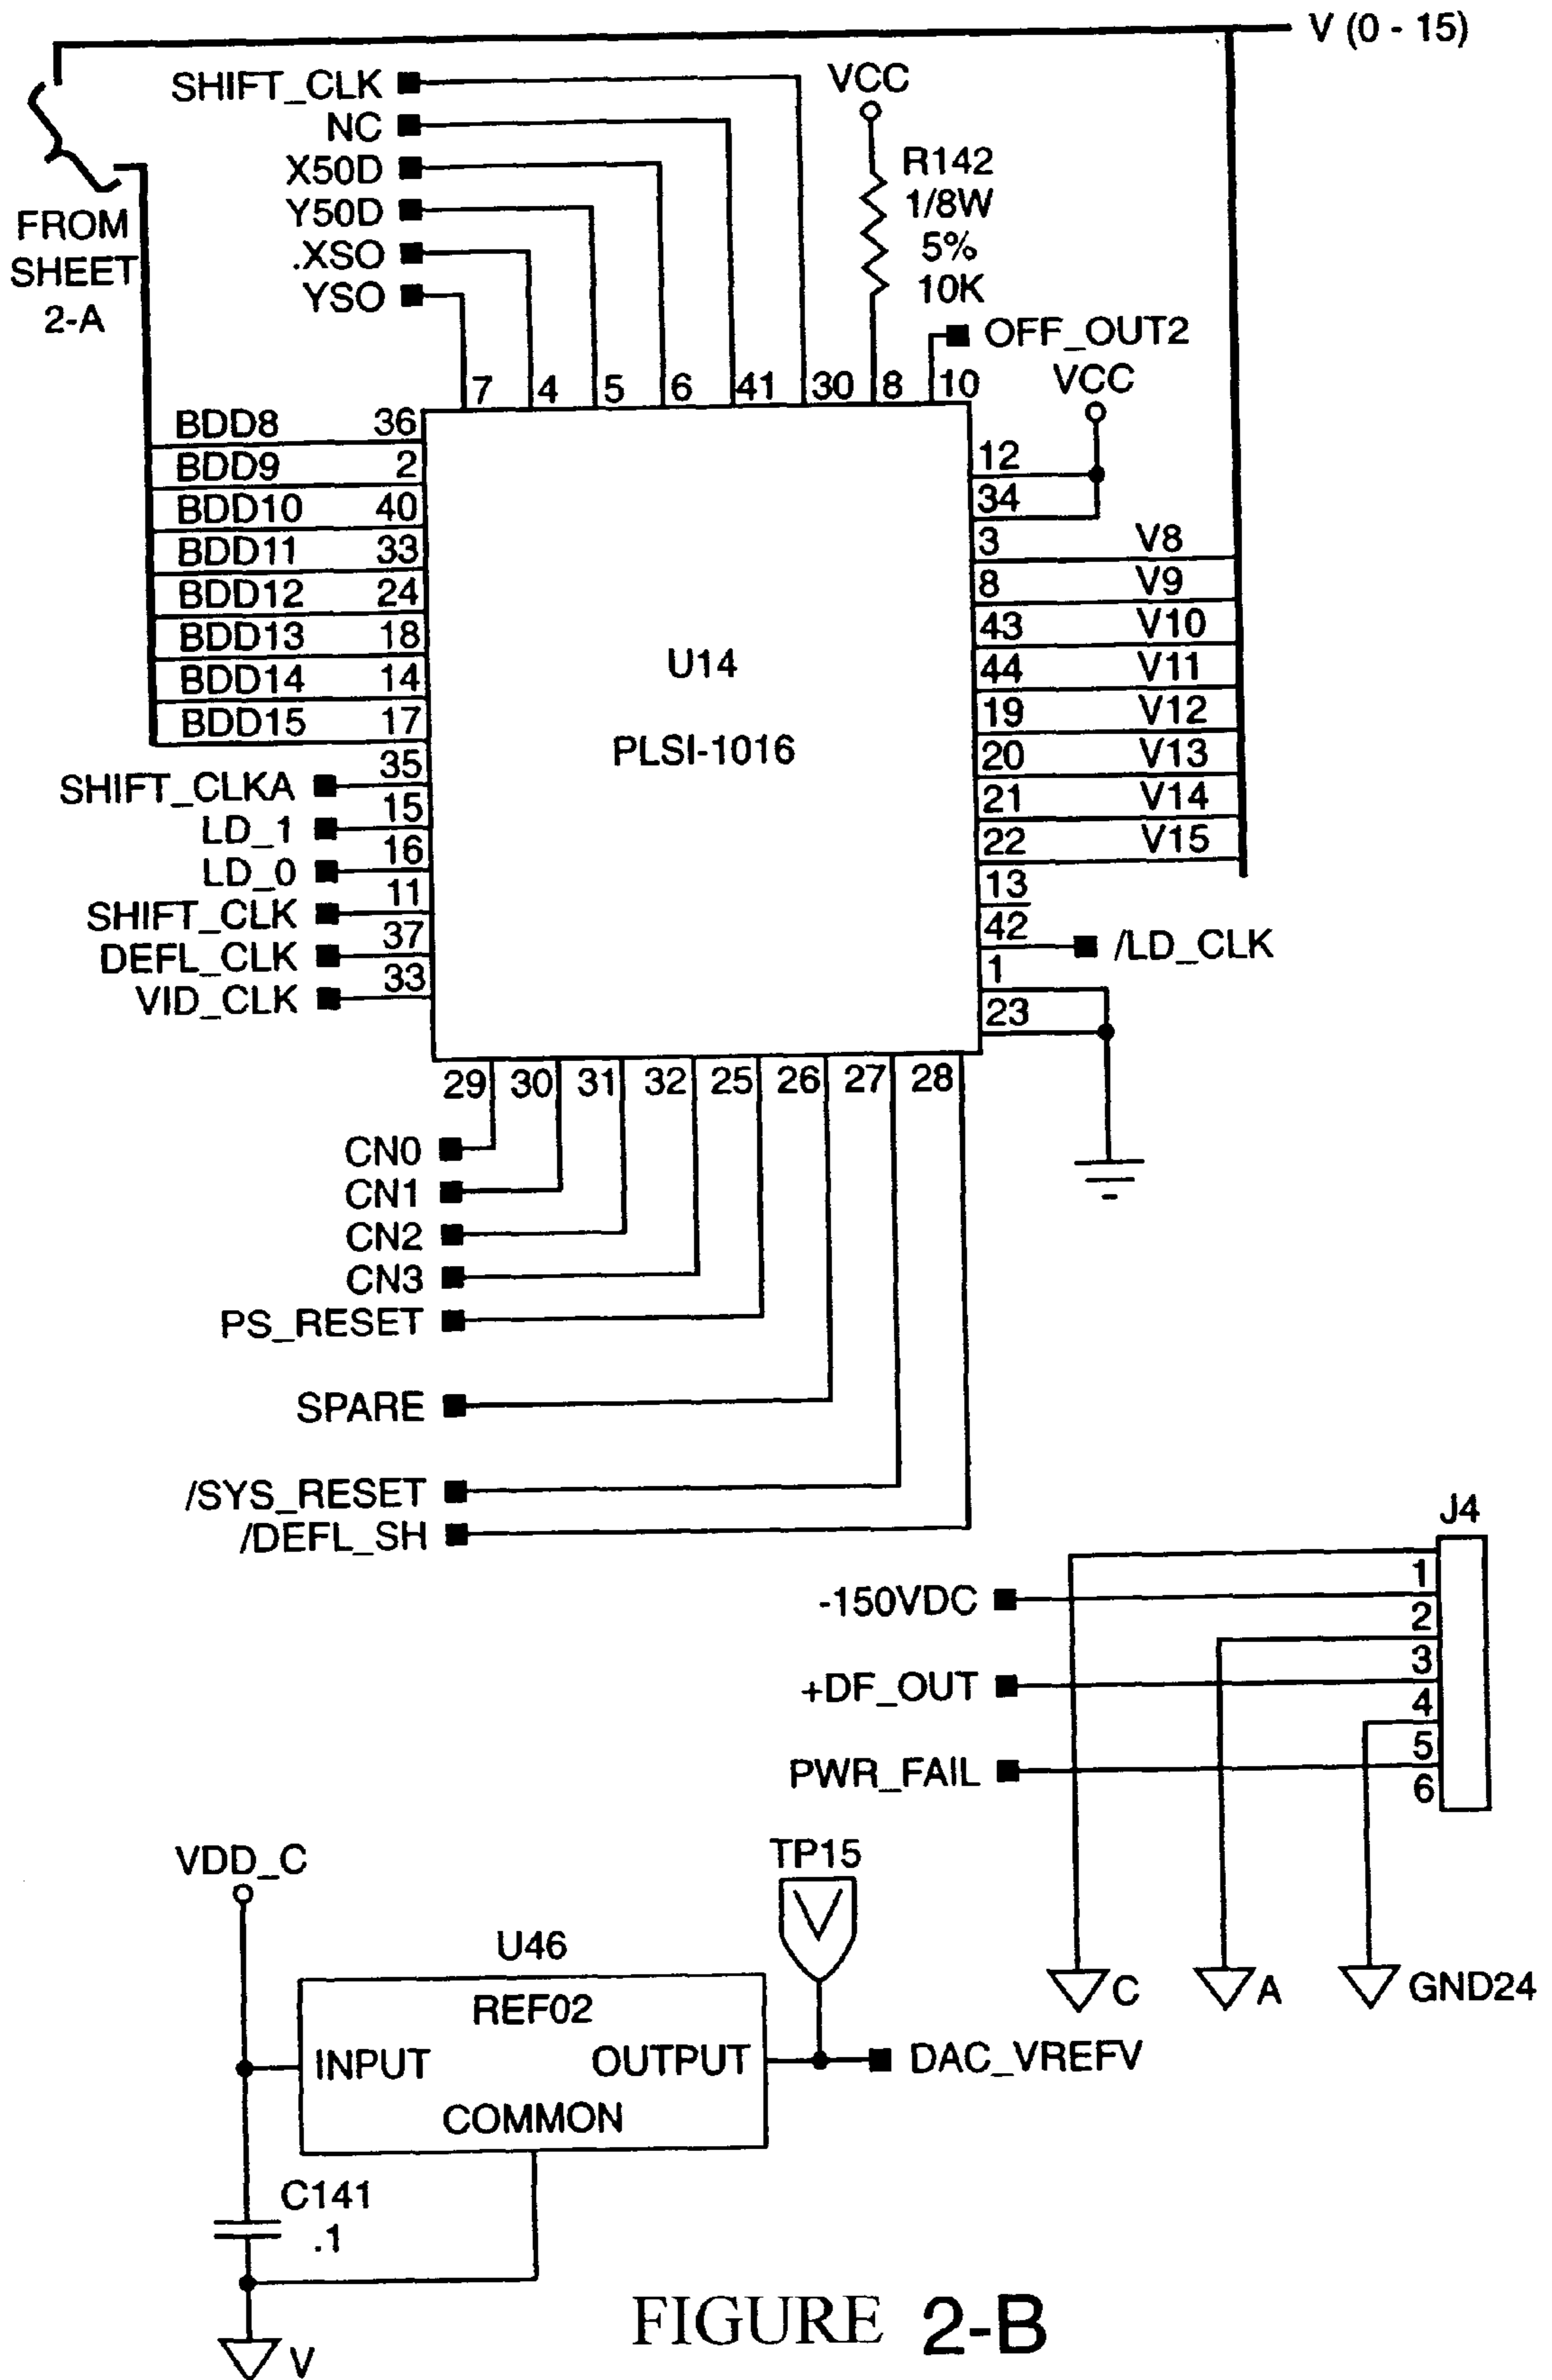 V (0 - 15)
SHIFT_CLK
NC
X50D
Y50D
.XSO
YSO
FROM
SHEET
2-A
VCC
R142
1/8W
5%
10K
OFF_OUT2
VCC
7 4 5 6 41 30 8 10
BDD8 36
BDD9 2
BDD10 40
BDD11 33
BDD12 24
BDD13 18
BDD14 14
BDD15 17
SHIFT_CLKA 35
LD_1 15
LD_0 16
SHIFT_CLK 11
DEFL_CLK 37
VID_CLK 33
U14
PLSI-1016
12
34
3 V8
8 V9
43 V10
44 V11
19 V12
20 V13
21 V14
22 V15
13
42 /LD_CLK
1
23
29 30 31 32 25 26 27 28
CN0
CN1
CN2
CN3
PS_RESET
SPARE
/SYS_RESET
/DEFL_SH
J4
1
-150VDC
2
3
+DF_OUT
4
5
PWR_FAIL
6
C A GND24
VDD_C
TP15
U46
REF02
INPUT OUTPUT
COMMON
DAC_VREFV
C141
.1
V
FIGURE 2-B